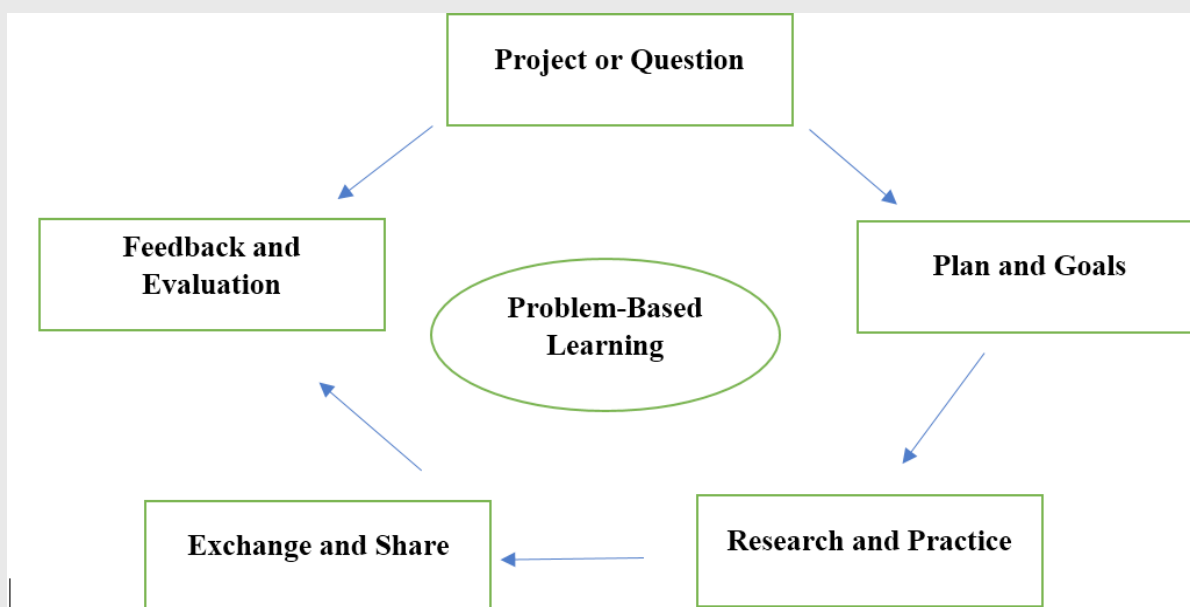 Project or Question
Feedback and
Evaluation
Plan and Goals
Problem-Based
Learning
Exchange and Share
Research and Practice